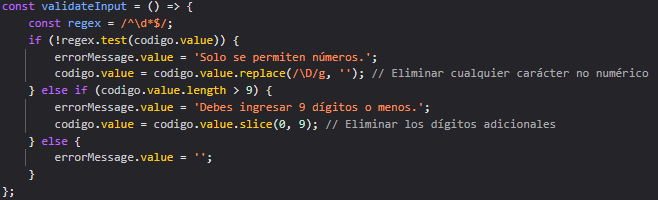 const validateInput = () => {
    const regex = /^\d*$/;
    if (!regex.test(codigo.value)) {
        errorMessage.value = 'Solo se permiten números.';
        codigo.value = codigo.value.replace(/\D/g, ''); // Eliminar cualquier carácter no numérico
    } else if (codigo.value.length > 9) {
        errorMessage.value = 'Debes ingresar 9 dígitos o menos.';
        codigo.value = codigo.value.slice(0, 9); // Eliminar los dígitos adicionales
    } else {
        errorMessage.value = '';
    }
};